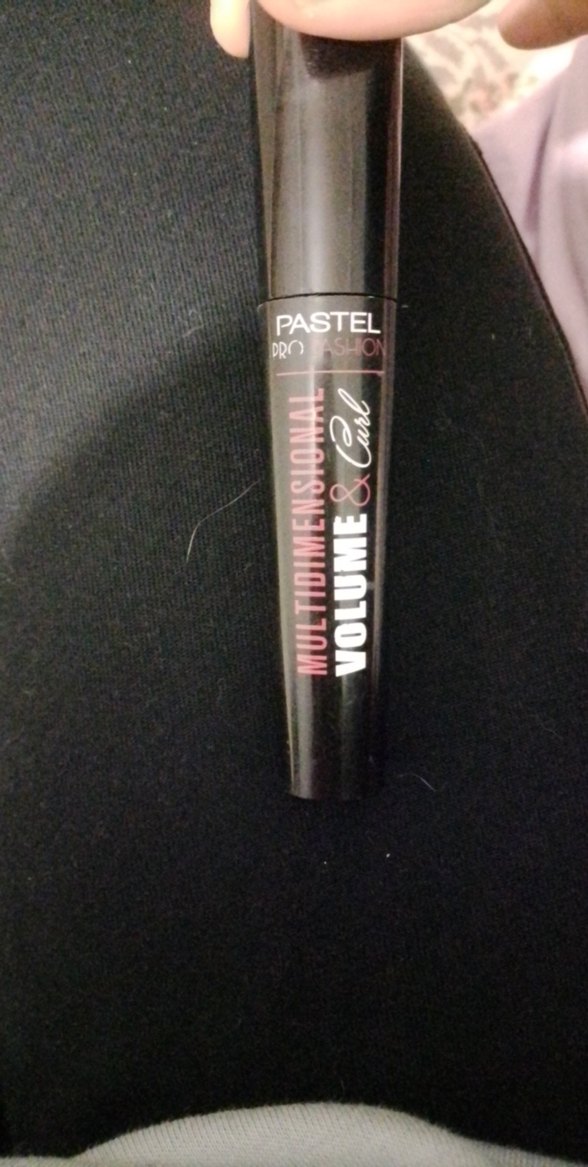 PASTEL
PRO FASHION
MULTIDIMENSIONAL
VOLUME & Curl